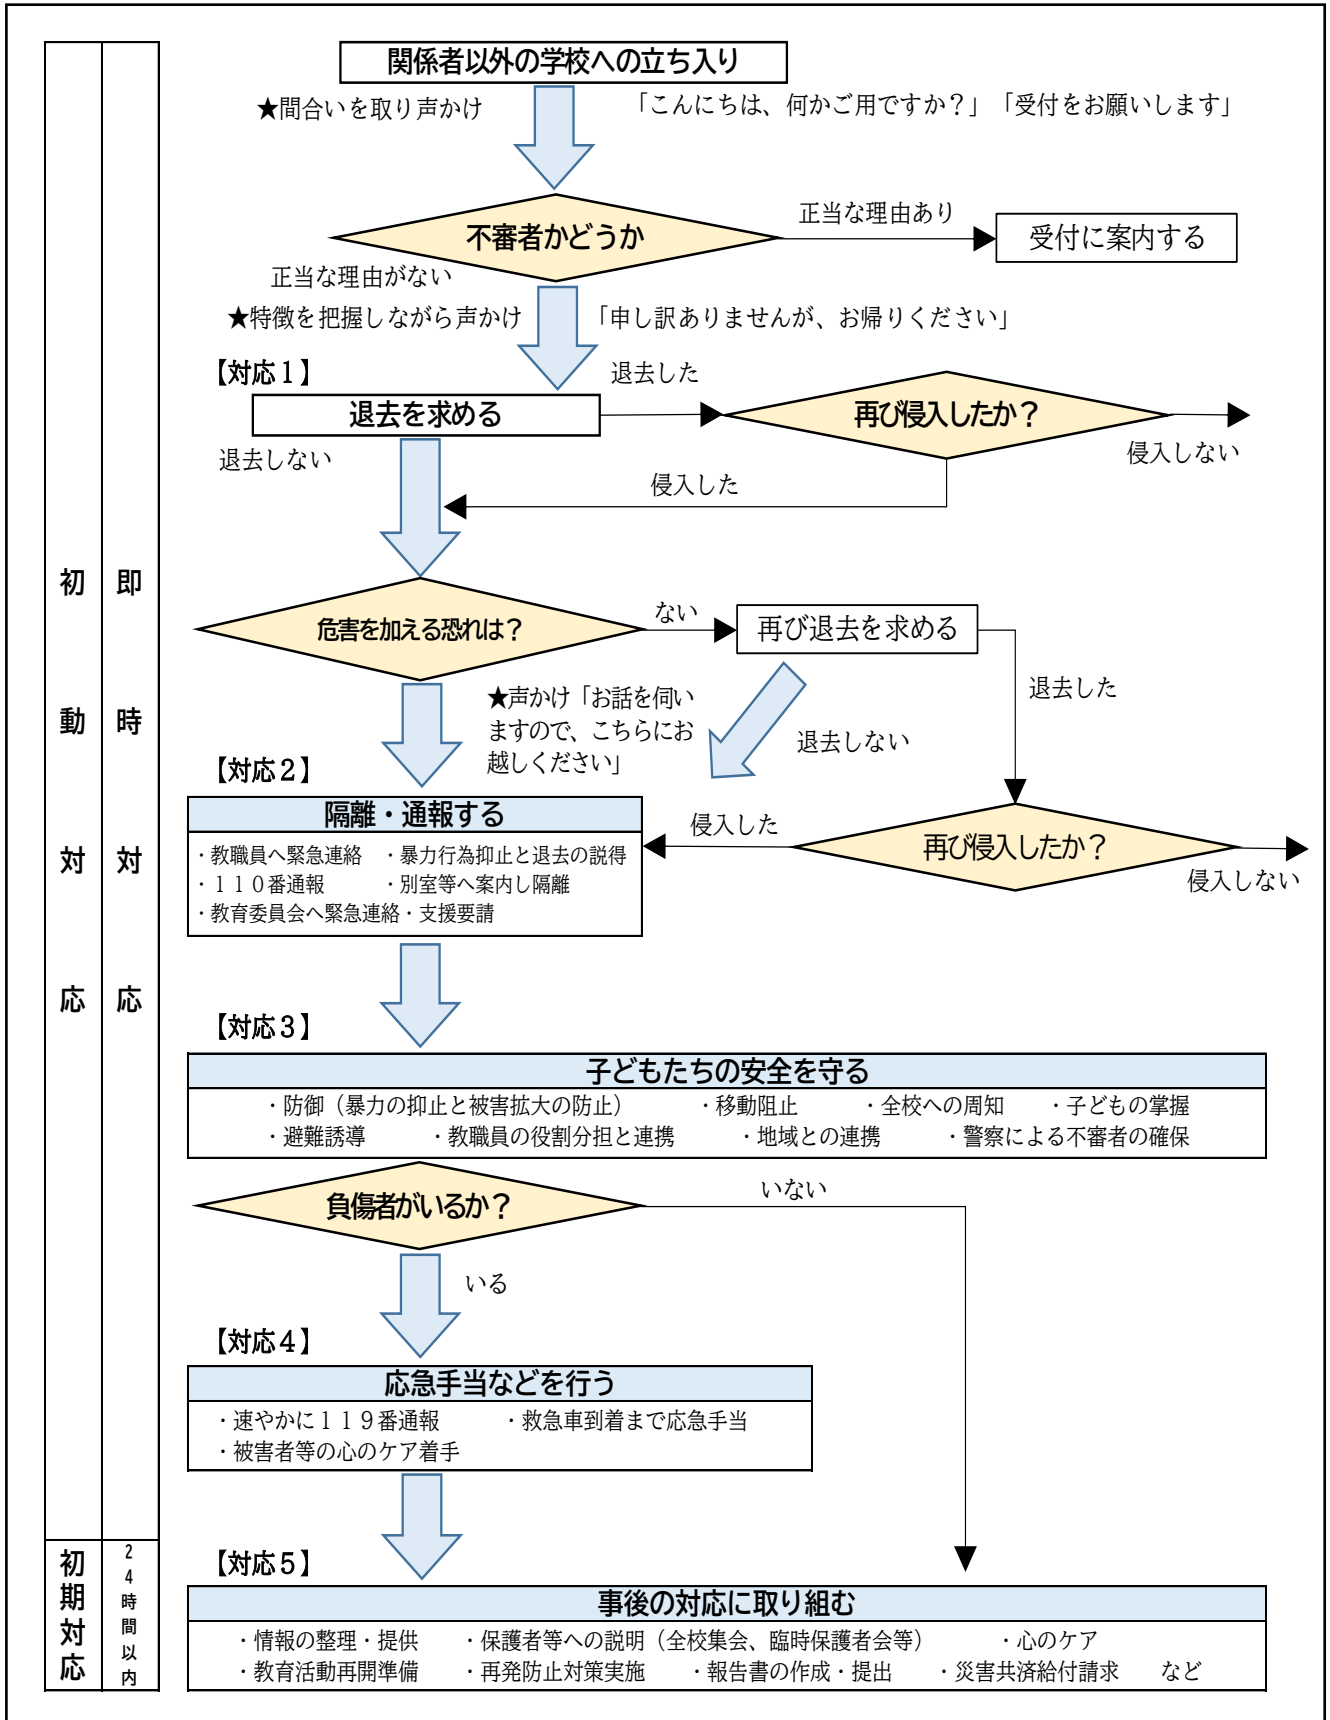 関係者以外の学校への立ち入り
★間合いを取り声かけ
「こんにちは、何かご用ですか？」「受付をお願いします」
不審者かどうか
正当な理由あり
受付に案内する
正当な理由がない
★特徴を把握しながら声かけ
「申し訳ありませんが、お帰りください」
【対応１】
退去を求める
退去した
再び侵入したか？
侵入しない
退去しない
侵入した
危害を加える恐れは？
ない
再び退去を求める
退去した
★声かけ「お話を伺い
ますので、こちらにお
越しください」
退去しない
【対応２】
隔離・通報する
・教職員へ緊急連絡　・暴力行為抑止と退去の説得
・１１０番通報　・別室等へ案内し隔離
・教育委員会へ緊急連絡・支援要請
侵入した
再び侵入したか？
侵入しない
【対応３】
子どもたちの安全を守る
・防御（暴力の抑止と被害拡大の防止）　・移動阻止　・全校への周知　・子どもの掌握
・避難誘導　・教職員の役割分担と連携　・地域との連携　・警察による不審者の確保
負傷者がいるか？
いない
いる
【対応４】
応急手当などを行う
・速やかに１１９番通報　・救急車到着まで応急手当
・被害者等の心のケア着手
【対応５】
事後の対応に取り組む
・情報の整理・提供　・保護者等への説明（全校集会、臨時保護者会等）　・心のケア
・教育活動再開準備　・再発防止対策実施　・報告書の作成・提出　・災害共済給付請求　など
初動対応
即時対応
初期対応
24時間以内